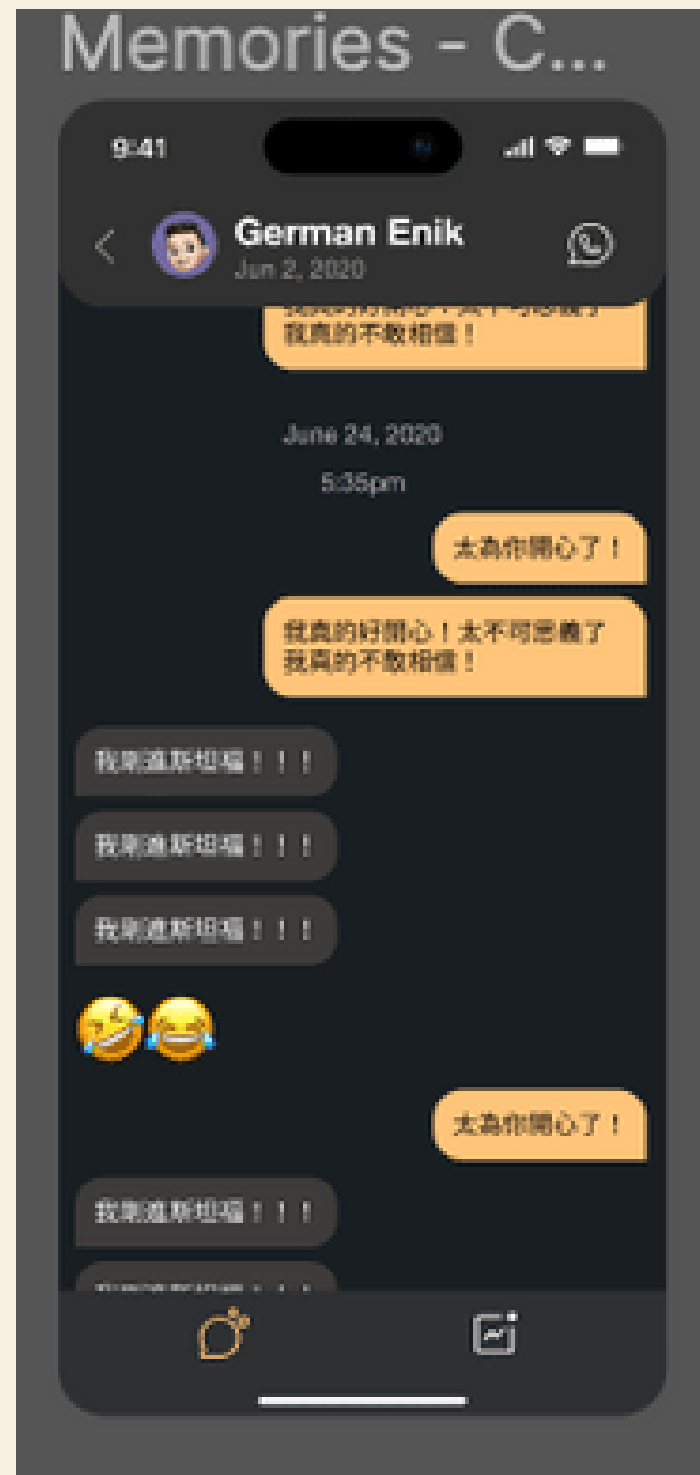 Memories - C...
9:41
German Enik
Jun 2, 2020
我真的不敢相信！
June 24, 2020
5:35pm
太為你開心了！
我真的好開心！太不可思義了
我真的不敢相信！
我剛進斯坦福！！！
我剛進斯坦福！！！
我剛進斯坦福！！！
太為你開心了！
我剛進斯坦福！！！